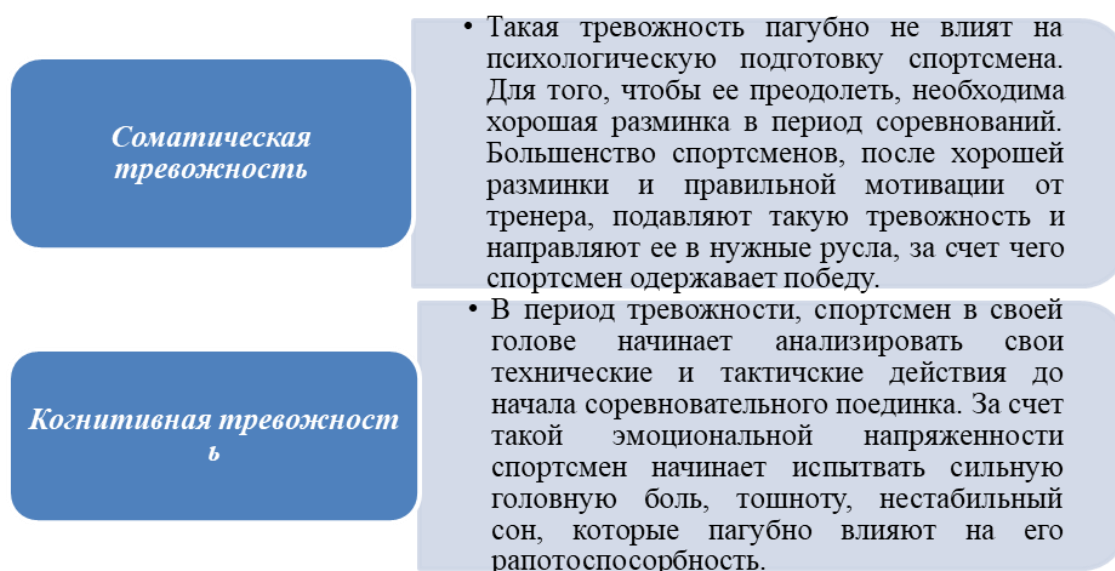 Соматическая
тревожность
• Такая тревожность пагубно не влият на
психологическую подготовку спортсмена.
Для того, чтобы ее преодолеть, необходима
хорошая разминка в период соревнований.
Большенство спортсменов, после хорошей
разминки и правильной мотивации от
тренера, подавляют такую тревожность и
направляют ее в нужные русла, за счет чего
спортсмен одержавает победу.
Когнитивная тревожност
ь
• В период тревожности, спортсмен в своей
голове начинает анализировать свои
технические и тактичские действия до
начала соревновательного поединка. За счет
такой эмоциональной напряженности
спортсмен начинает испытвать сильную
головную боль, тошноту, нестабильный
сон, которые пагубно влияют на его
рапотоспосорбность.